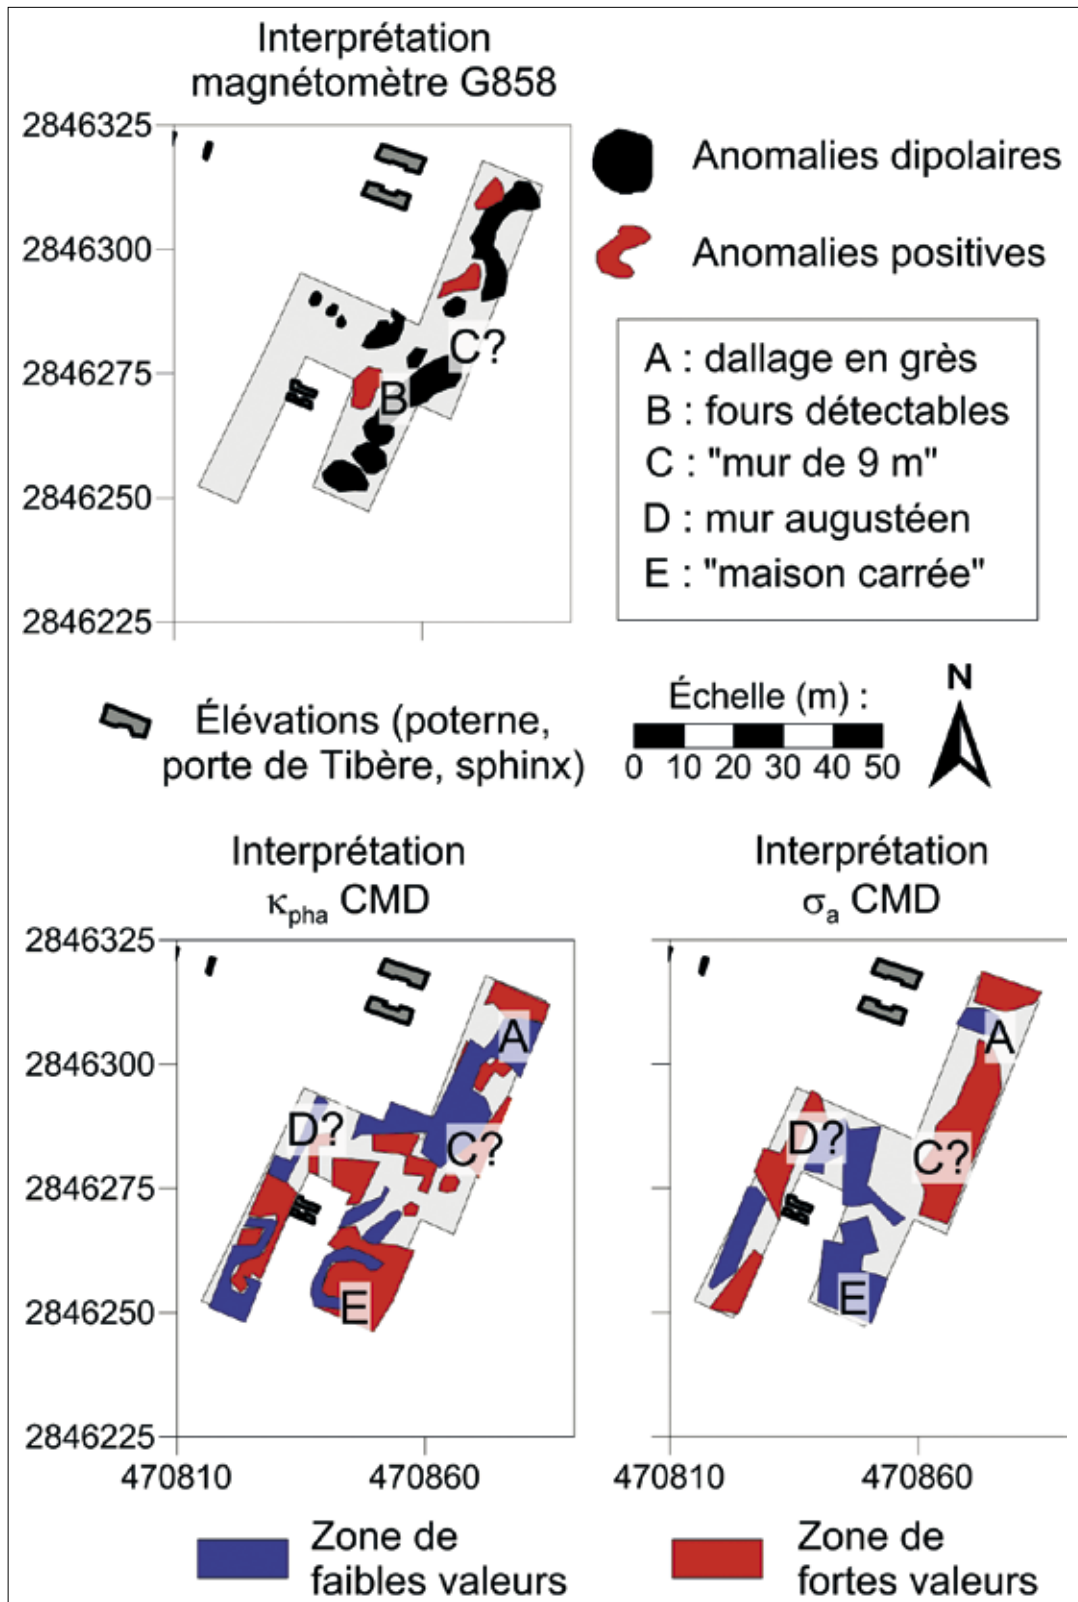 Interprétation
magnétomètre G858
2846325
2846300
2846275
2846250
2846225
C?
B
Anomalies dipolaires
Anomalies positives
A : dallage en grès
B : fours détectables
C : "mur de 9 m"
D : mur augustéen
E : "maison carrée"
Élévations (poterne,
porte de Tibère, sphinx)
Échelle (m) :
0 10 20 30 40 50
N
Interprétation
κpha CMD
2846325
2846300
2846275
2846250
2846225
470810 470860
A
D?
C?
E
Interprétation
σa CMD
A
D?
C?
E
470810 470860
Zone de
faibles valeurs
Zone de
fortes valeurs